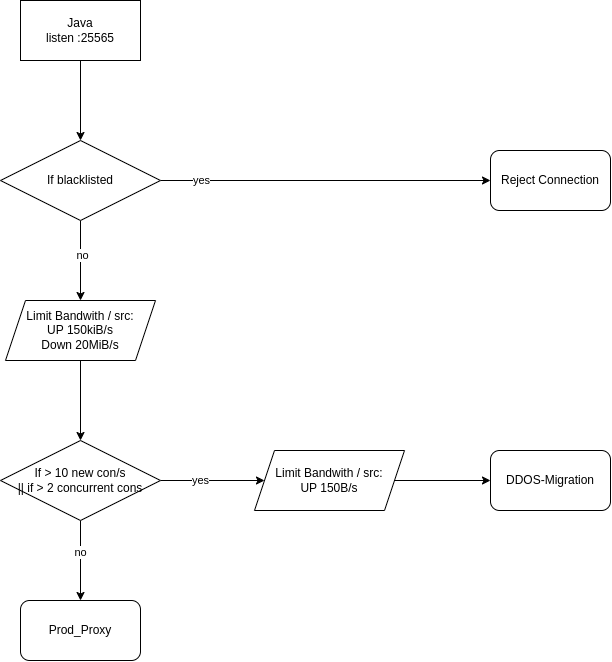 Java
listen :25565
If blacklisted
yes
Reject Connection
no
Limit Bandwith / src:
UP 150kiB/s
Down 20MiB/s
If > 10 new con/s
|| if > 2 concurrent cons
yes
Limit Bandwith / src:
UP 150B/s
DDOS-Migration
no
Prod_Proxy